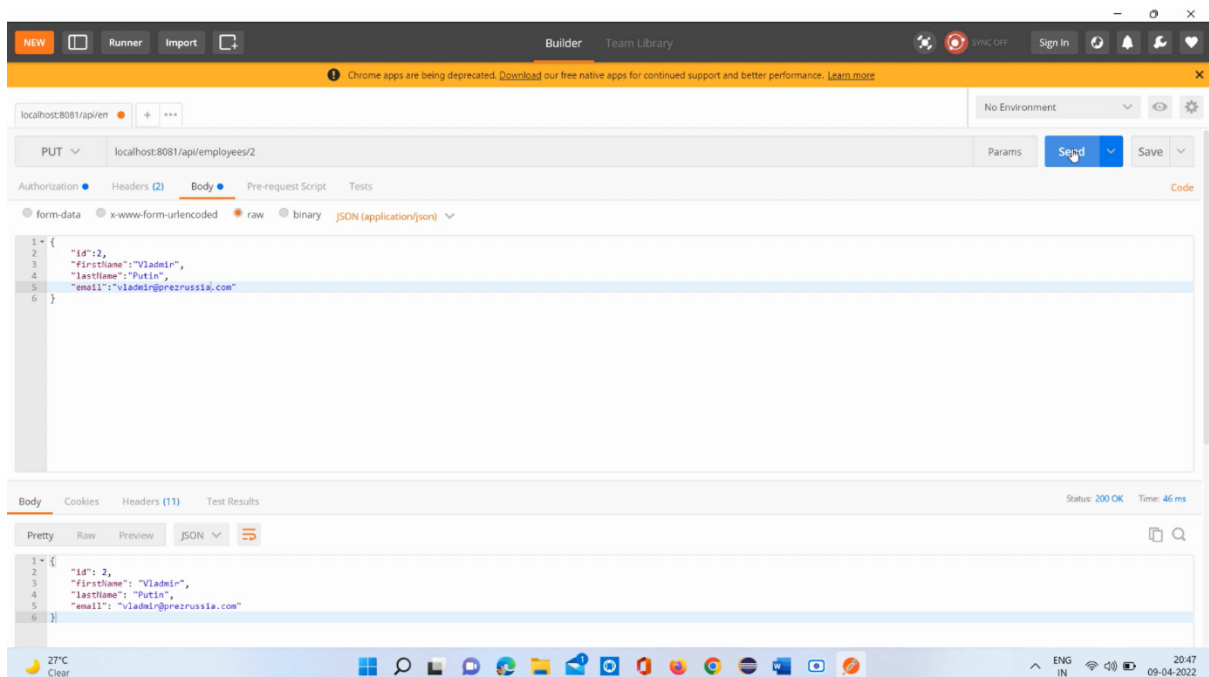 NEW Runner Import Builder Team Library SYNC OFF Sign In
Chrome apps are being deprecated. Download our free native apps for continued support and better performance. Learn more
localhost:8081/api/em + ••• No Environment
PUT localhost:8081/api/employees/2 Params Send Save
Authorization Headers (2) Body Pre-request Script Tests Code
form-data x-www-form-urlencoded raw binary JSON (application/json)
1 {
2 "id":2,
3 "firstName":"Vladmir",
4 "lastName":"Putin",
5 "email":"vladmir@prezrussia.com"
6 }
Body Cookies Headers (11) Test Results Status: 200 OK Time: 46 ms
Pretty Raw Preview JSON
1 {
2 "id": 2,
3 "firstName": "Vladmir",
4 "lastName": "Putin",
5 "email": "vladmir@prezrussia.com"
6 }
27°C ENG 20:47
Clear IN 09-04-2022